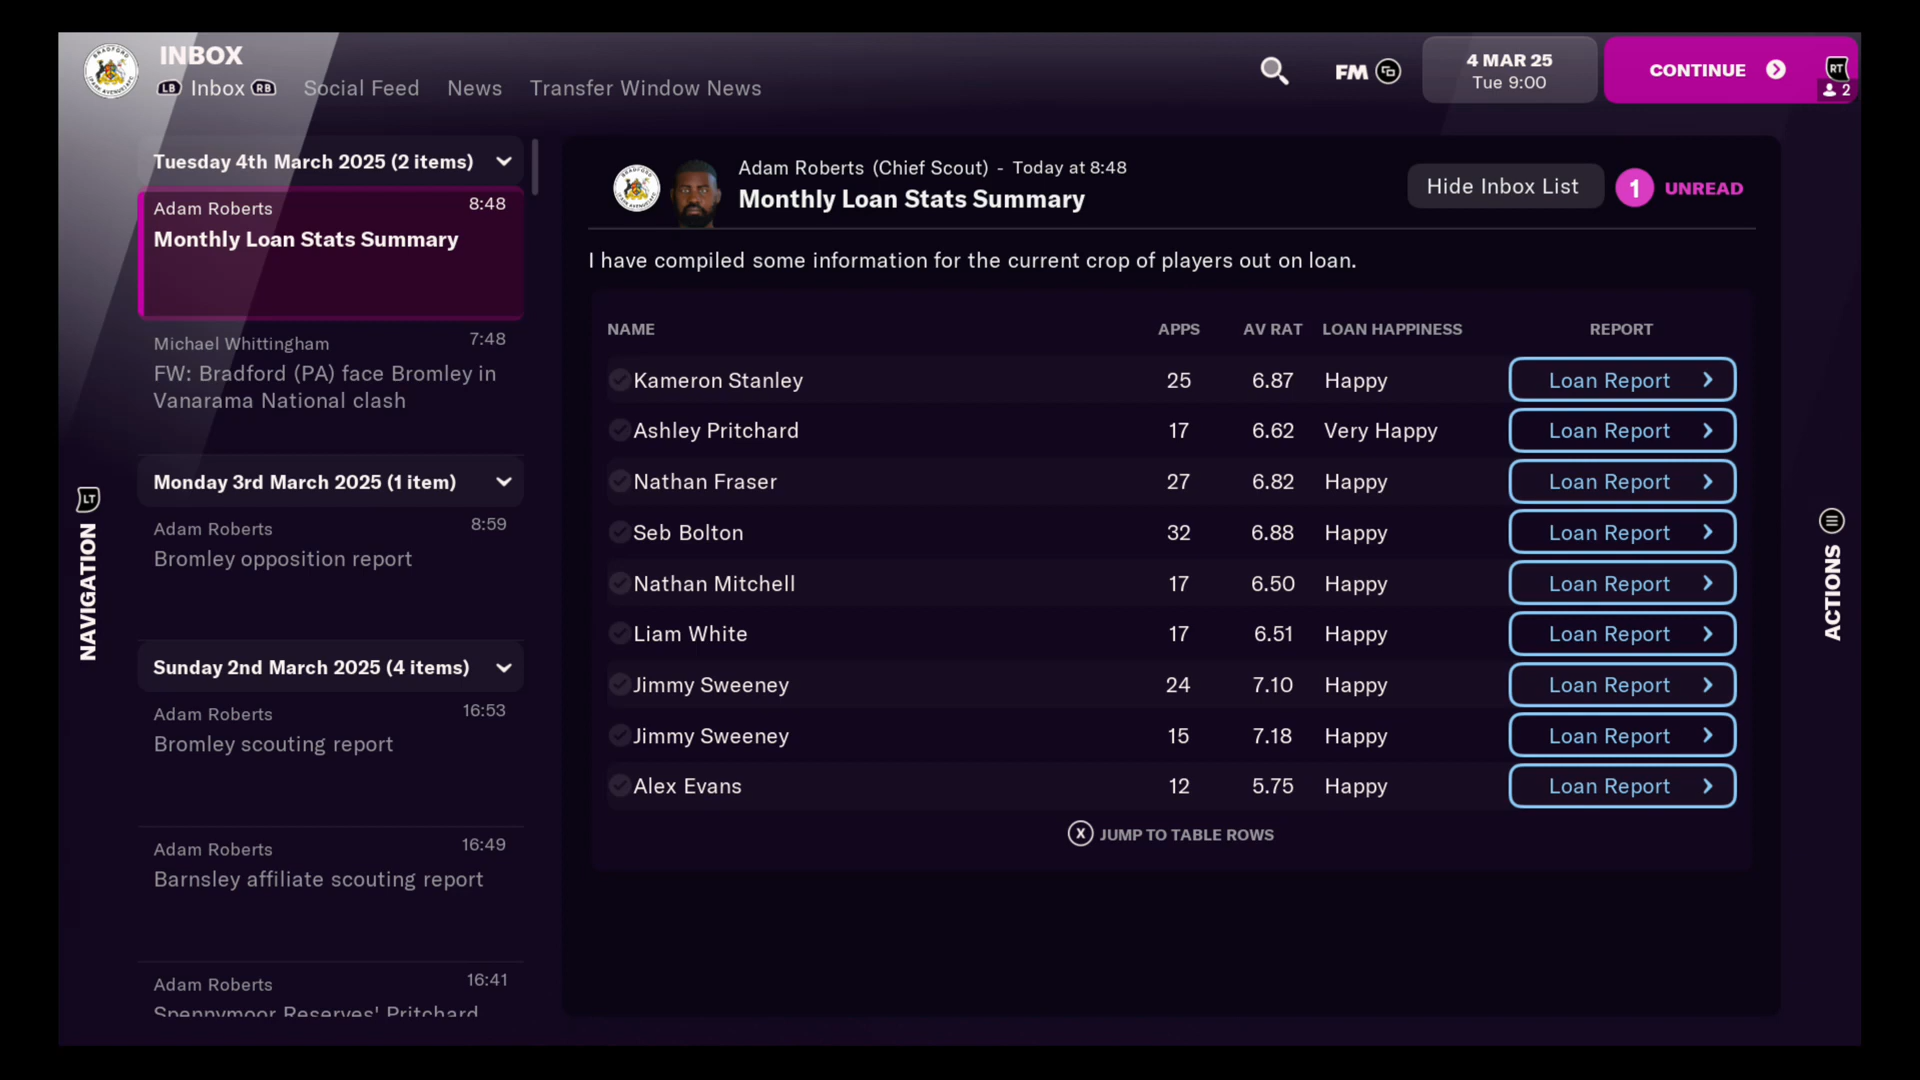 INBOX
LB Inbox RB Social Feed News Transfer Window News
FM
4 MAR 25
Tue 9:00
CONTINUE
RT
2
Tuesday 4th March 2025 (2 items)
Adam Roberts 8:48
Monthly Loan Stats Summary
Michael Whittingham 7:48
FW: Bradford (PA) face Bromley in
Vanarama National clash
Monday 3rd March 2025 (1 item)
Adam Roberts 8:59
Bromley opposition report
Sunday 2nd March 2025 (4 items)
Adam Roberts 16:53
Bromley scouting report
Adam Roberts 16:49
Barnsley affiliate scouting report
Adam Roberts 16:41
Spennymoor Reserves' Pritchard
LT
NAVIGATION
Adam Roberts (Chief Scout) - Today at 8:48
Monthly Loan Stats Summary
Hide Inbox List
1 UNREAD
I have compiled some information for the current crop of players out on loan.
NAME APPS AV RAT LOAN HAPPINESS REPORT
Kameron Stanley 25 6.87 Happy Loan Report
Ashley Pritchard 17 6.62 Very Happy Loan Report
Nathan Fraser 27 6.82 Happy Loan Report
Seb Bolton 32 6.88 Happy Loan Report
Nathan Mitchell 17 6.50 Happy Loan Report
Liam White 17 6.51 Happy Loan Report
Jimmy Sweeney 24 7.10 Happy Loan Report
Jimmy Sweeney 15 7.18 Happy Loan Report
Alex Evans 12 5.75 Happy Loan Report
X JUMP TO TABLE ROWS
ACTIONS